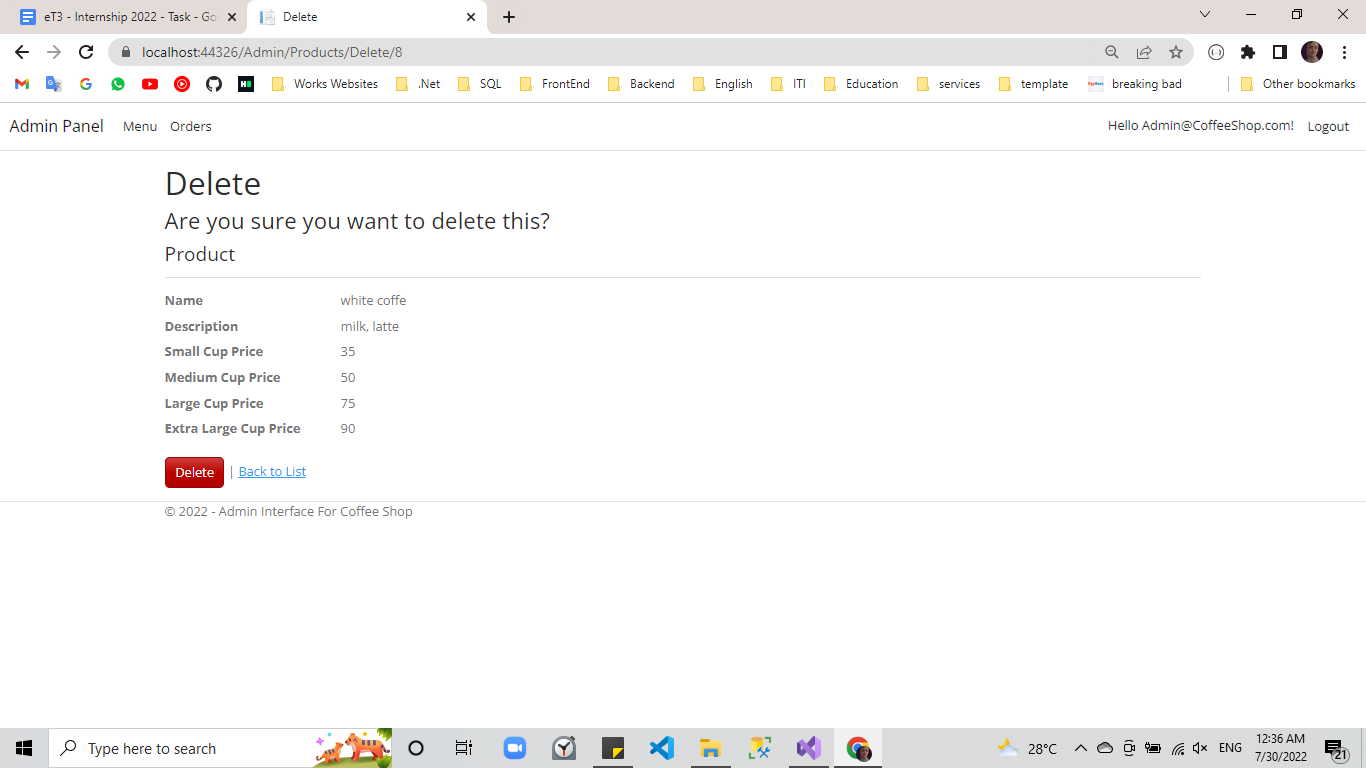 eT3 - Internship 2022 - Task - Go
Delete
localhost:44326/Admin/Products/Delete/8
Works Websites
.Net
SQL
FrontEnd
Backend
English
ITI
Education
services
template
breaking bad
Other bookmarks
Admin Panel
Menu
Orders
Hello Admin@CoffeeShop.com!
Logout
Delete
Are you sure you want to delete this?
Product
Name white coffe
Description milk, latte
Small Cup Price 35
Medium Cup Price 50
Large Cup Price 75
Extra Large Cup Price 90
Delete | Back to List
© 2022 - Admin Interface For Coffee Shop
Type here to search
28°C
ENG
12:36 AM
7/30/2022
21